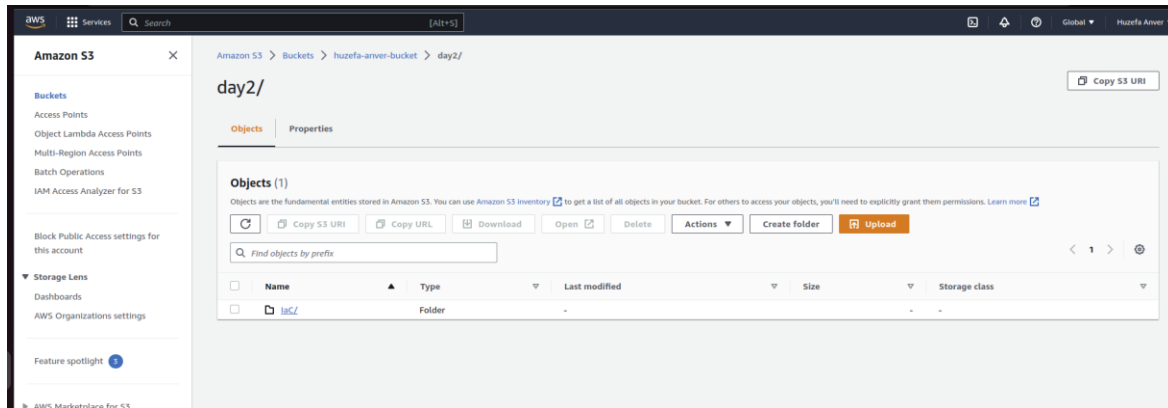 aws Services Search [Alt+S] Global ▼ Huzefa Anver
Amazon S3
Buckets
Access Points
Object Lambda Access Points
Multi-Region Access Points
Batch Operations
IAM Access Analyzer for S3
Block Public Access settings for
this account
Storage Lens
Dashboards
AWS Organizations settings
Feature spotlight 3
AWS Marketplace for S3
Amazon S3 > Buckets > huzefa-anver-bucket > day2/
day2/
Copy S3 URI
Objects Properties
Objects (1)
Objects are the fundamental entities stored in Amazon S3. You can use Amazon S3 inventory to get a list of all objects in your bucket. For others to access your objects, you'll need to explicitly grant them permissions. Learn more
Copy S3 URI Copy URL Download Open Delete Actions ▼ Create folder Upload
Find objects by prefix < 1 >
Name Type Last modified Size Storage class
IaC/ Folder - - -